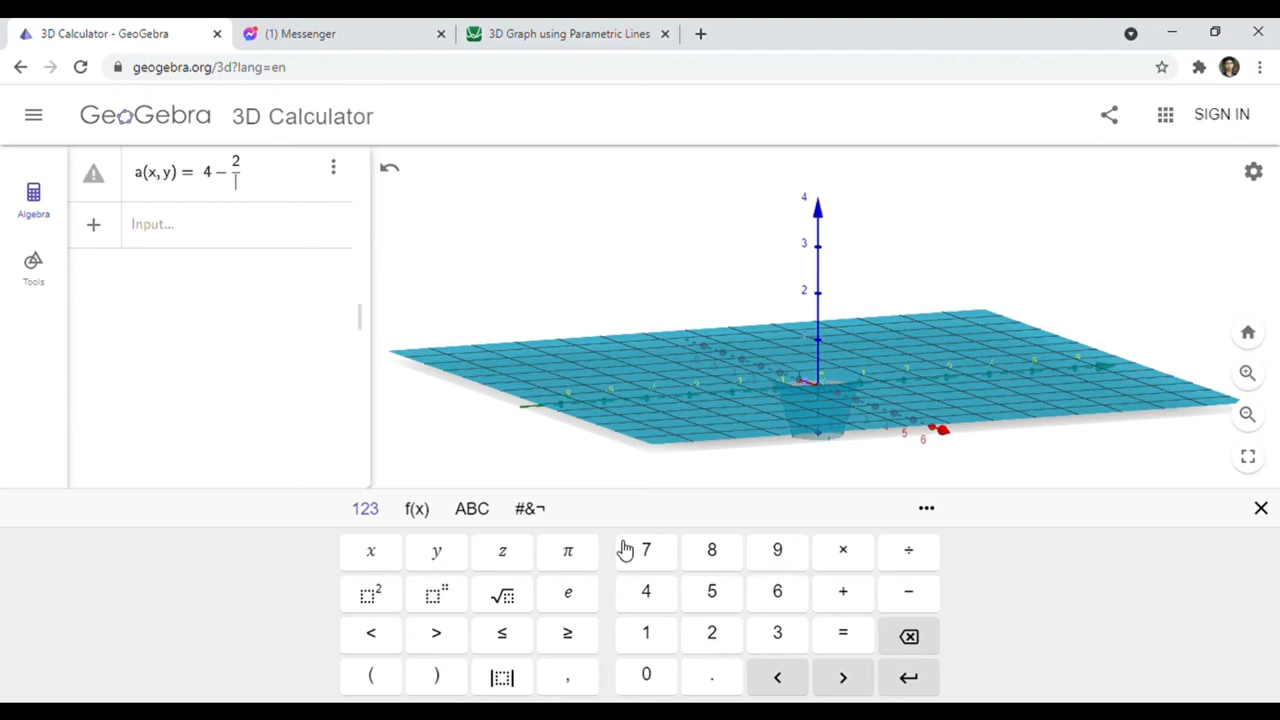 3D Calculator - GeoGebra
(1) Messenger
3D Graph using Parametric Lines
geogebra.org/3d?lang=en
GeoGebra 3D Calculator
SIGN IN
Algebra
Tools
a(x, y) = 4 − 2/
Input...
4
3
2
5
6
123 f(x) ABC #&¬
x y z π 7 8 9 × ÷
2 √ e 4 5 6 + −
< > ≤ ≥ 1 2 3 =
( ) | | , 0 . < >